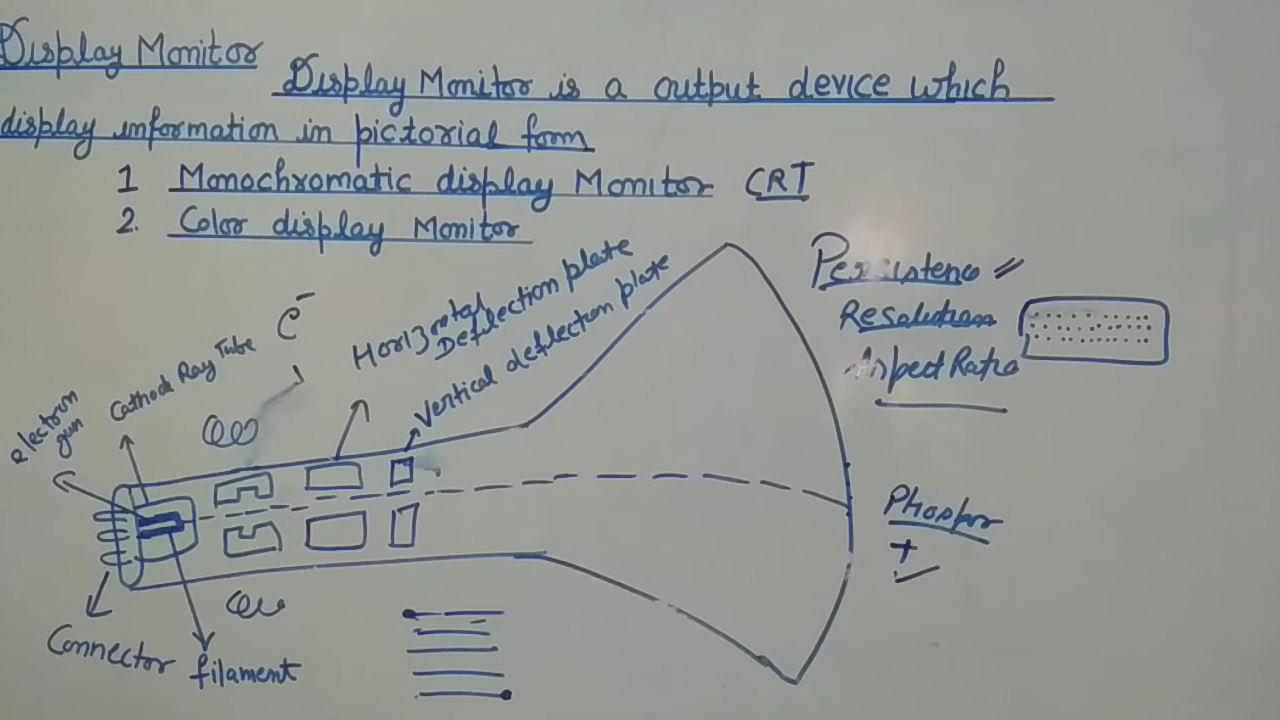 Display Monitor
Display Monitor is a output device which
display information in pictorial form
1 Monochromatic display Monitor CRT
2. Color display Monitor
Persistence
Resolution
Aspect Ratio
e-
Horizontal
Deflection plate
Vertical deflection plate
Cathode Ray Tube
electron
gun
Phosphor
+
Connector
filament